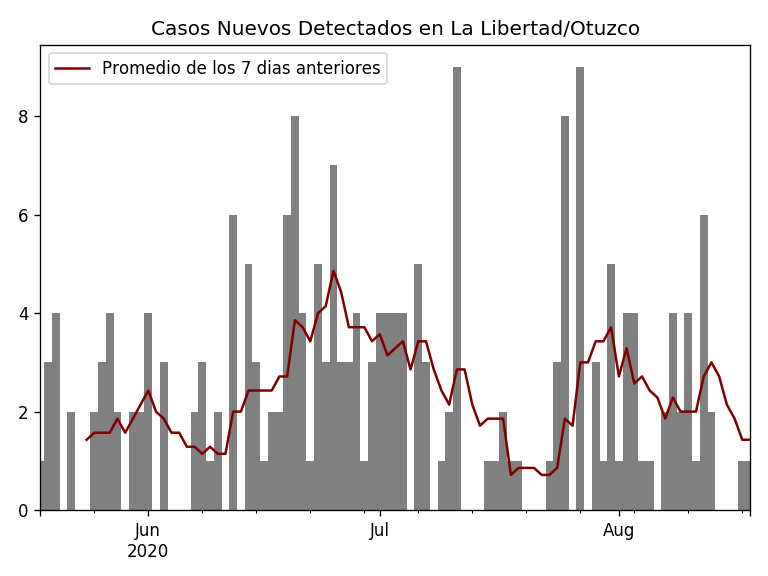 Casos Nuevos Detectados en La Libertad/Otuzco
Promedio de los 7 dias anteriores
8
6
4
2
0
Jun
2020
Jul
Aug